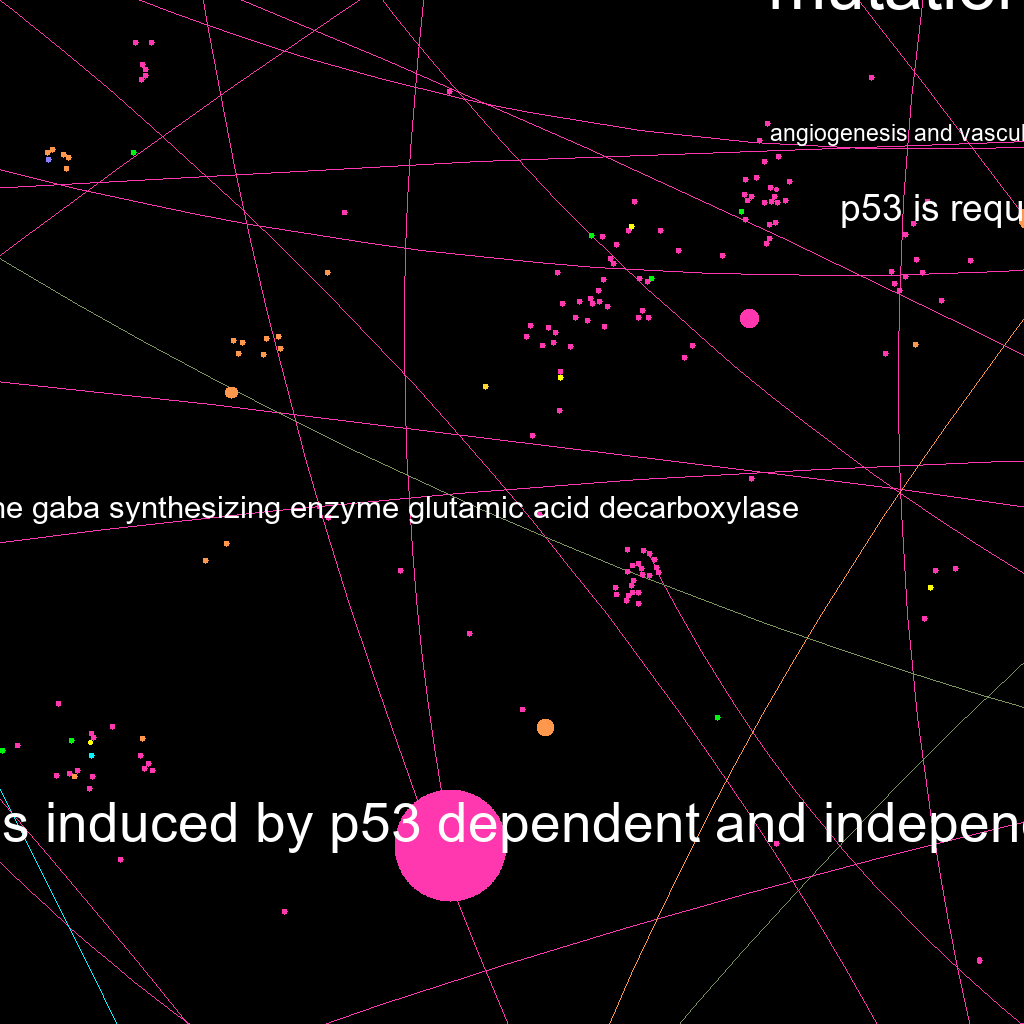 mutation
angiogenesis and vascul
p53 is requ
ne gaba synthesizing enzyme glutamic acid decarboxylase
s induced by p53 dependent and indepen